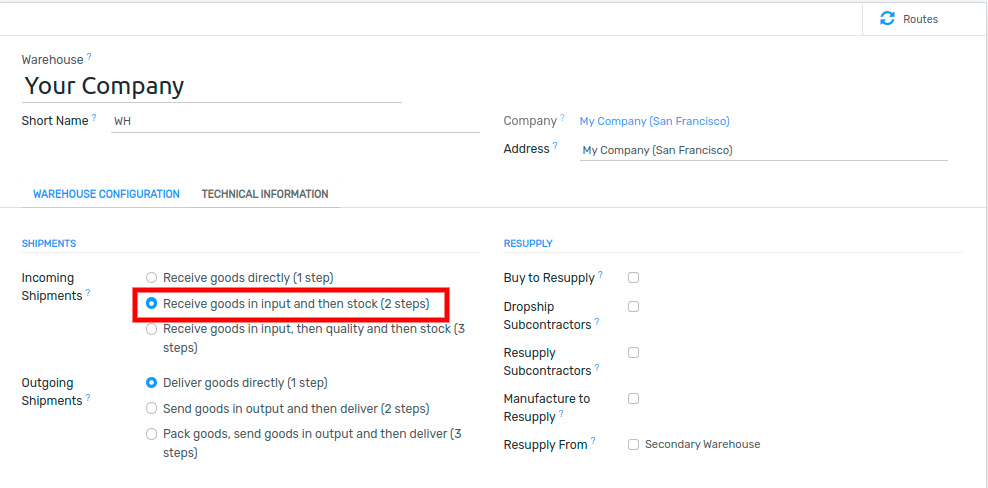 Routes
Warehouse ?
Your Company
Short Name ? WH
Company ? My Company (San Francisco)
Address ? My Company (San Francisco)
WAREHOUSE CONFIGURATION TECHNICAL INFORMATION
SHIPMENTS
Incoming
Shipments ?
Receive goods directly (1 step)
Receive goods in input and then stock (2 steps)
Receive goods in input, then quality and then stock (3
steps)
Outgoing
Shipments ?
Deliver goods directly (1 step)
Send goods in output and then deliver (2 steps)
Pack goods, send goods in output and then deliver (3
steps)
RESUPPLY
Buy to Resupply ?
Dropship
Subcontractors ?
Resupply
Subcontractors ?
Manufacture to
Resupply ?
Resupply From ? Secondary Warehouse